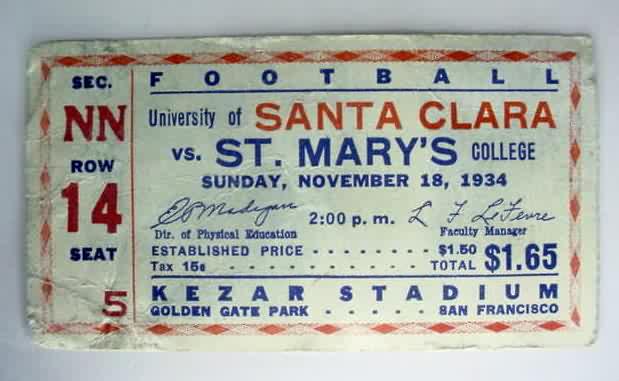 SEC.
NN
ROW
14
SEAT
5
FOOTBALL
University of SANTA CLARA
vs. ST. MARY'S COLLEGE
SUNDAY, NOVEMBER 18, 1934
2:00 p. m. L F LeFevre
Dir. of Physical Education Faculty Manager
ESTABLISHED PRICE - - - - - - - - $1.50
Tax 15¢ - - - - - - - - - - TOTAL $1.65
KEZAR STADIUM
GOLDEN GATE PARK - - - - - SAN FRANCISCO